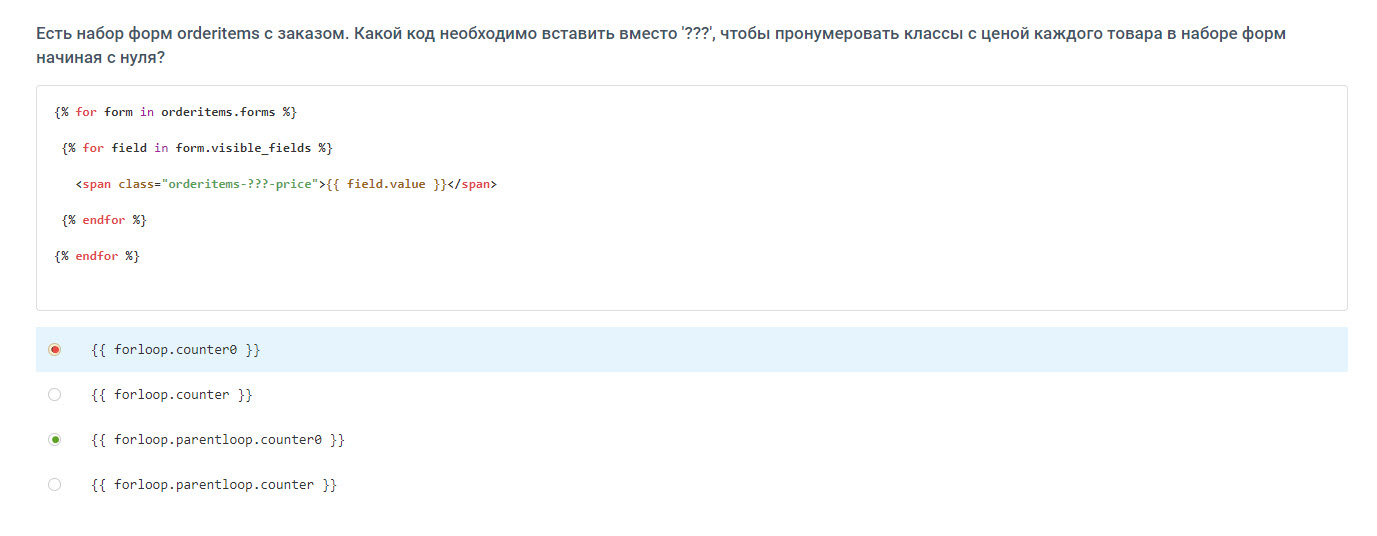 Есть набор форм orderitems с заказом. Какой код необходимо вставить вместо '???', чтобы пронумеровать классы с ценой каждого товара в наборе форм
начиная с нуля?
{% for form in orderitems.forms %}
{% for field in form.visible_fields %}
<span class="orderitems-???-price">{{ field.value }}</span>
{% endfor %}
{% endfor %}
{{ forloop.counter0 }}
{{ forloop.counter }}
{{ forloop.parentloop.counter0 }}
{{ forloop.parentloop.counter }}